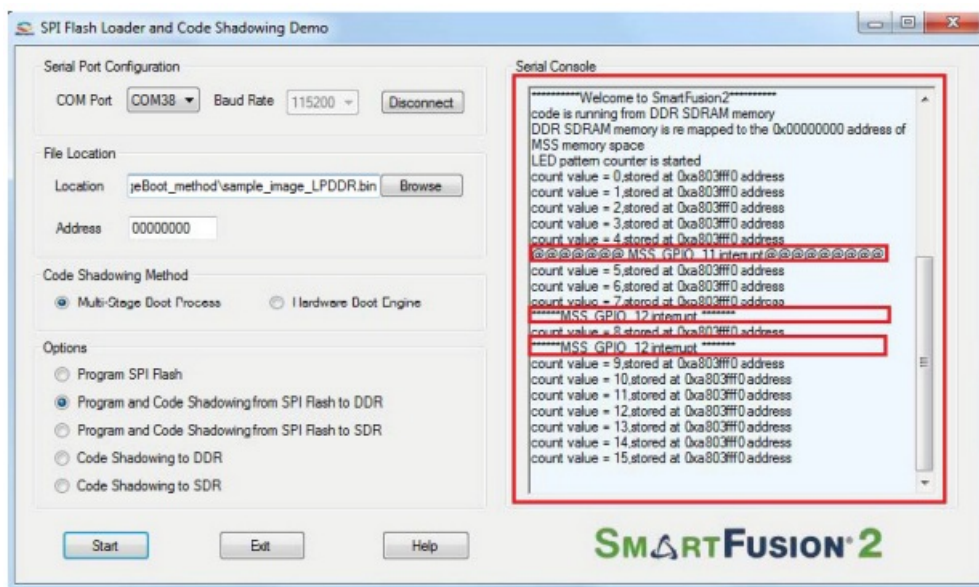 SPI Flash Loader and Code Shadowing Demo
Serial Port Configuration
COM Port COM38 Baud Rate 115200 Disconnect
File Location
Location jeBoot_method\sample_image_LPDDR.bin Browse
Address 00000000
Code Shadowing Method
Multi-Stage Boot Process Hardware Boot Engine
Options
Program SPI Flash
Program and Code Shadowing from SPI Flash to DDR
Program and Code Shadowing from SPI Flash to SDR
Code Shadowing to DDR
Code Shadowing to SDR
Start Exit Help
Serial Console
**********Welcome to SmartFusion2**********
code is running from DDR SDRAM memory
DDR SDRAM memory is re mapped to the 0x00000000 address of
MSS memory space
LED pattern counter is started
count value = 0,stored at 0xa803fff0 address
count value = 1,stored at 0xa803fff0 address
count value = 2,stored at 0xa803fff0 address
count value = 3,stored at 0xa803fff0 address
count value = 4,stored at 0xa803fff0 address
@@@@@@@ MSS_GPIO_11 interrupt@@@@@@@@@
count value = 5,stored at 0xa803fff0 address
count value = 6,stored at 0xa803fff0 address
count value = 7,stored at 0xa803fff0 address
******MSS_GPIO_12 interrupt *******
count value = 8,stored at 0xa803fff0 address
******MSS_GPIO_12 interrupt *******
count value = 9,stored at 0xa803fff0 address
count value = 10,stored at 0xa803fff0 address
count value = 11,stored at 0xa803fff0 address
count value = 12,stored at 0xa803fff0 address
count value = 13,stored at 0xa803fff0 address
count value = 14,stored at 0xa803fff0 address
count value = 15,stored at 0xa803fff0 address
SMARTFUSION 2